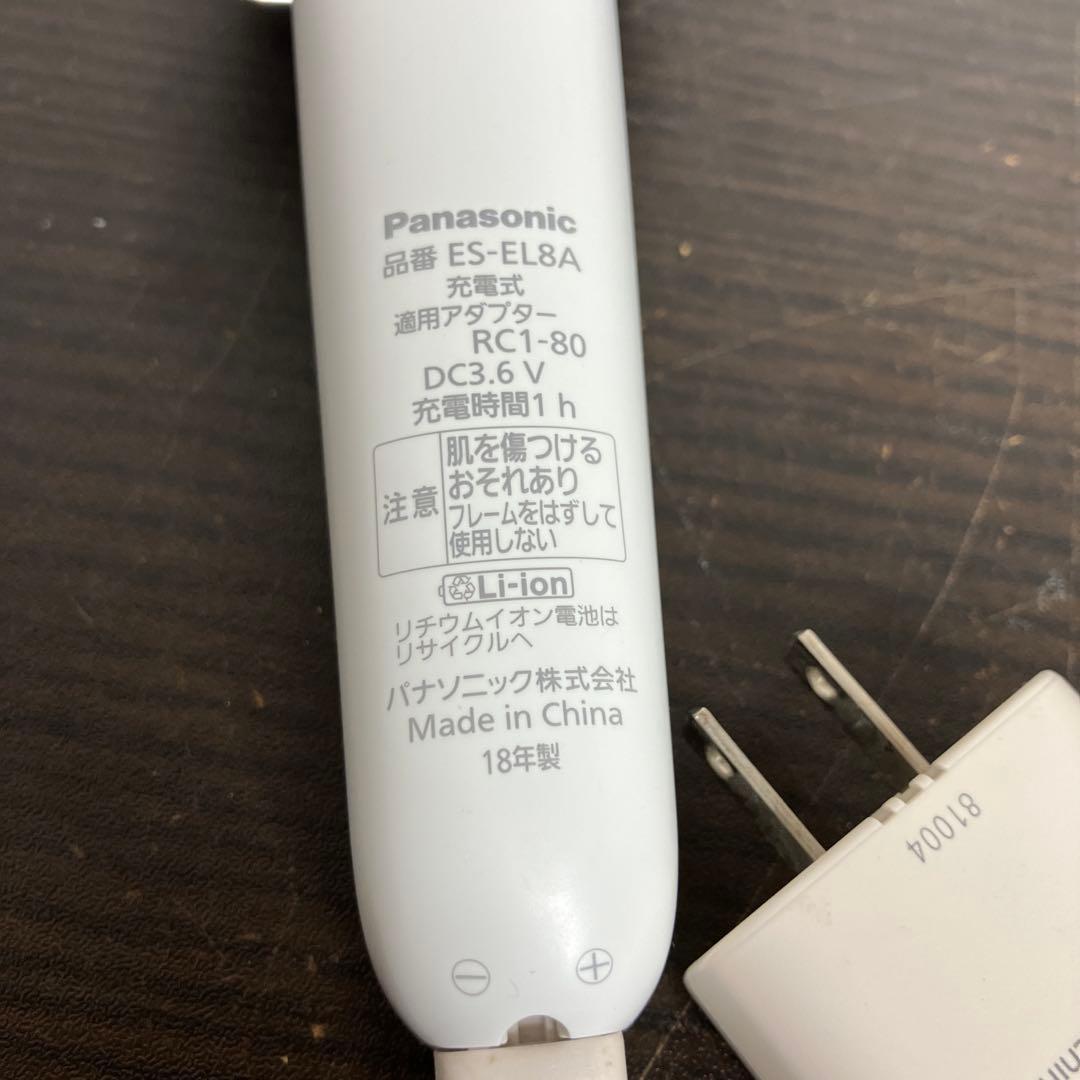 Panasonic
品番 ES-EL8A
充電式
適用アダプター
RC1-80
DC3.6 V
充電時間1 h
注意
肌を傷つける
おそれあり
フレームをはずして
使用しない
Li-ion
リチウムイオン電池は
リサイクルへ
パナソニック株式会社
Made in China
18年製
81004